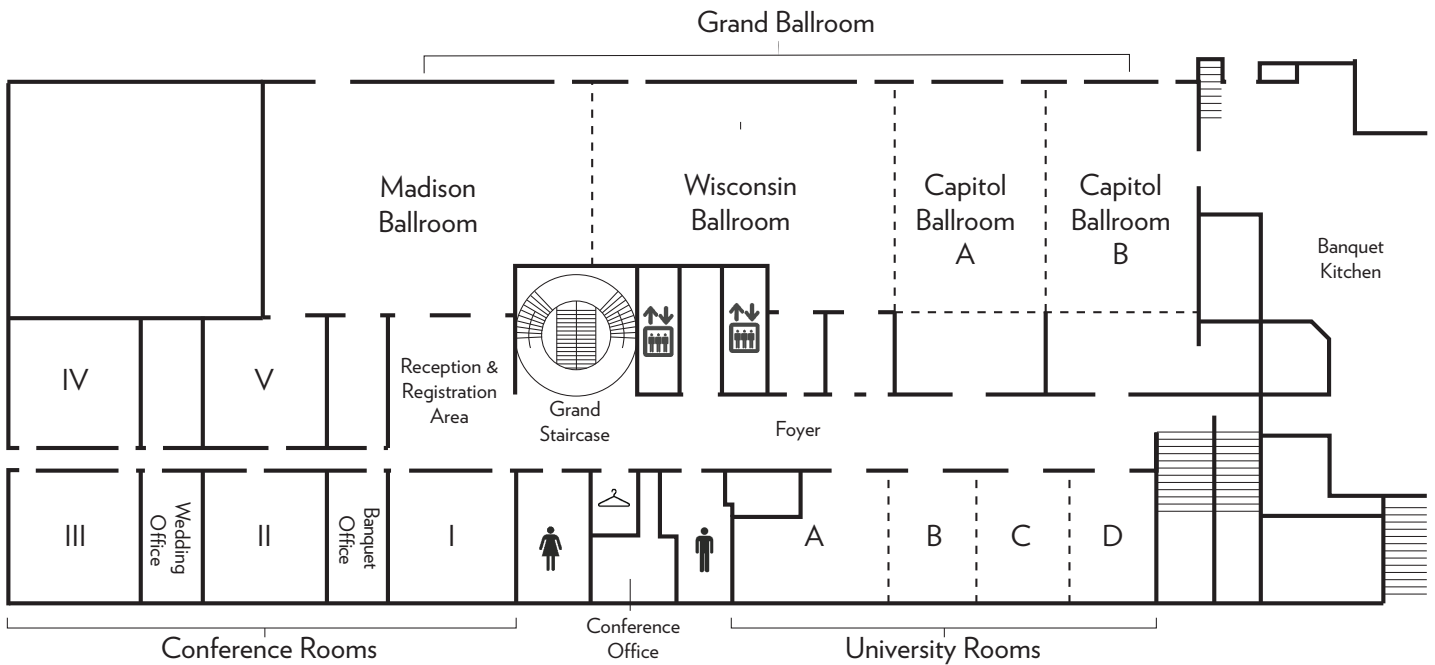 Grand Ballroom
Madison
Ballroom
Wisconsin
Ballroom
Capitol
Ballroom
A
Capitol
Ballroom
B
Banquet
Kitchen
IV
V
Reception &
Registration
Area
Grand
Staircase
Foyer
III
Wedding
Office
II
Banquet
Office
I
A
B
C
D
Conference Rooms
Conference
Office
University Rooms